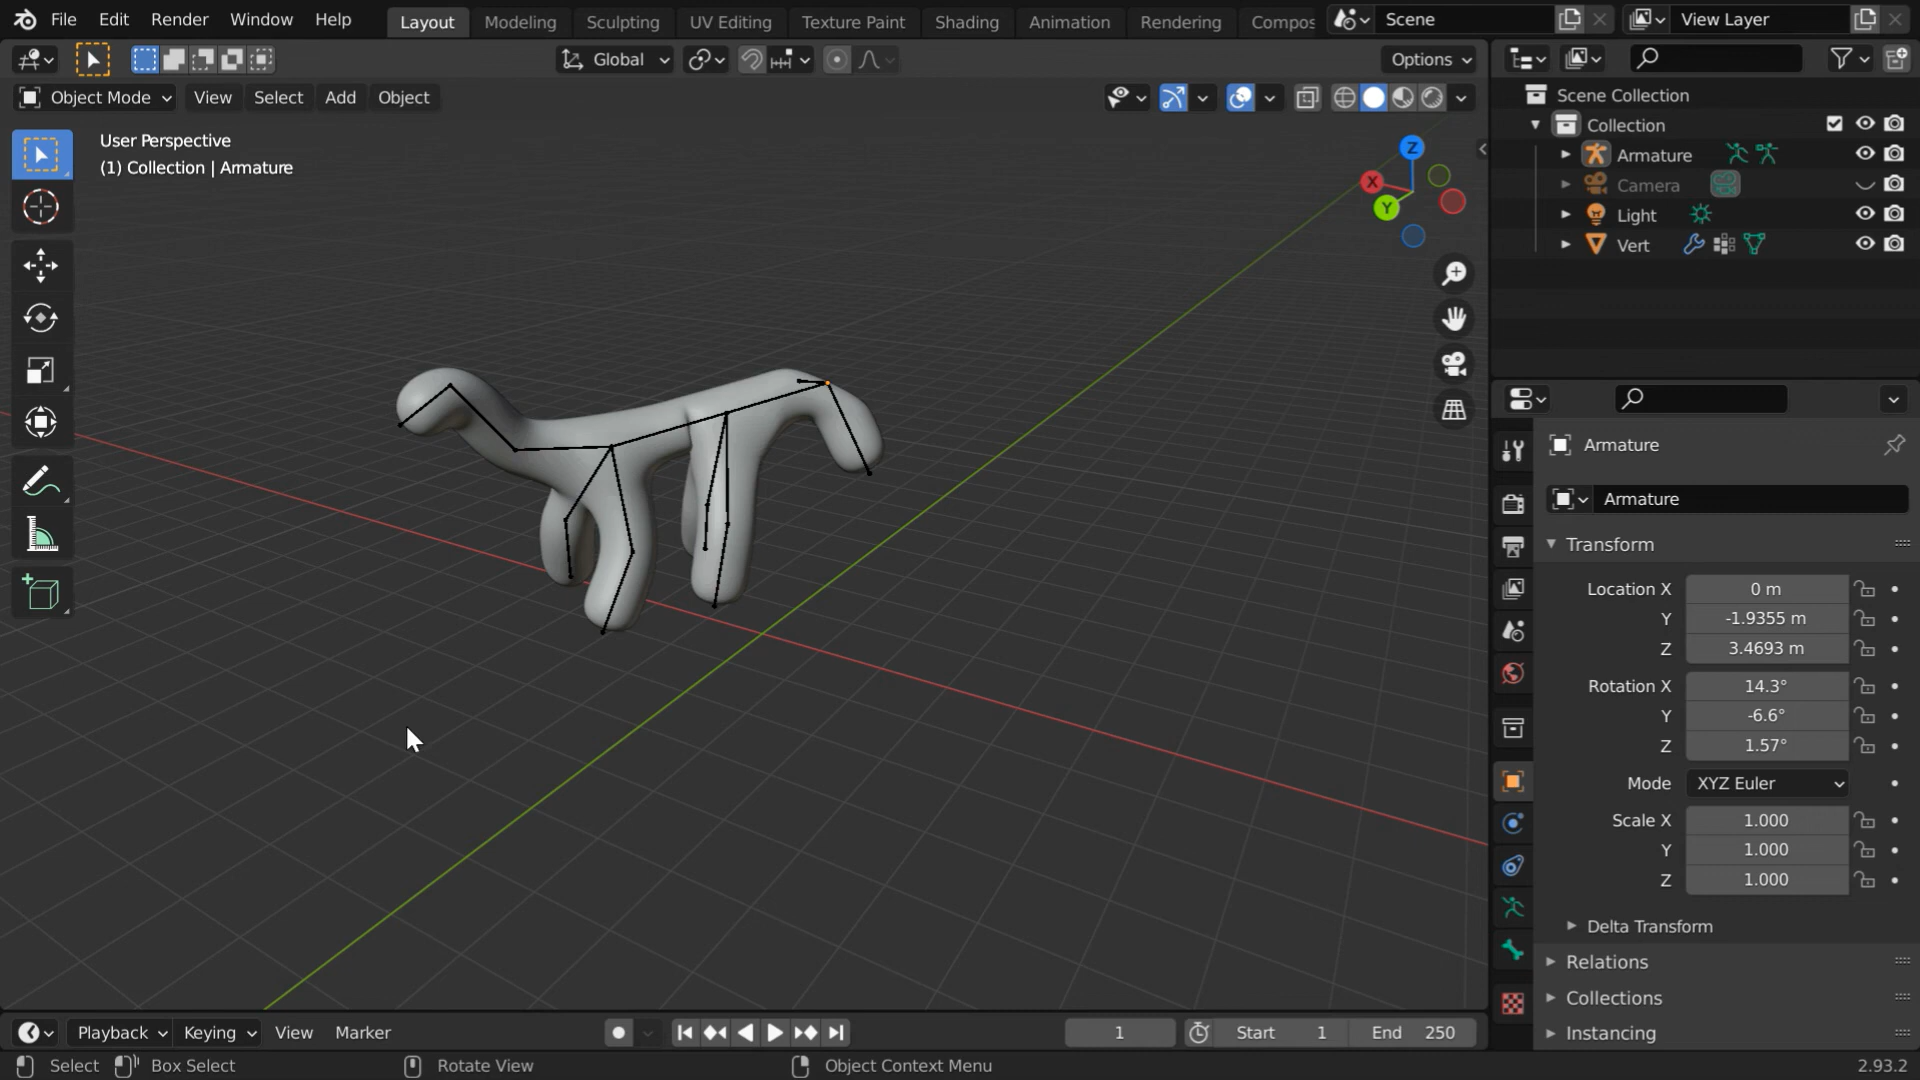 File Edit Render Window Help Layout Modeling Sculpting UV Editing Texture Paint Shading Animation Rendering Compos Scene View Layer
Global Options
Object Mode View Select Add Object
User Perspective
(1) Collection | Armature
Z
X
Y
Scene Collection
Collection
Armature
Camera
Light
Vert
Armature
Armature
Transform
Location X 0 m
Y -1.9355 m
Z 3.4693 m
Rotation X 14.3°
Y -6.6°
Z 1.57°
Mode XYZ Euler
Scale X 1.000
Y 1.000
Z 1.000
Delta Transform
Relations
Collections
Instancing
Playback Keying View Marker 1 Start 1 End 250
Select Box Select Rotate View Object Context Menu 2.93.2